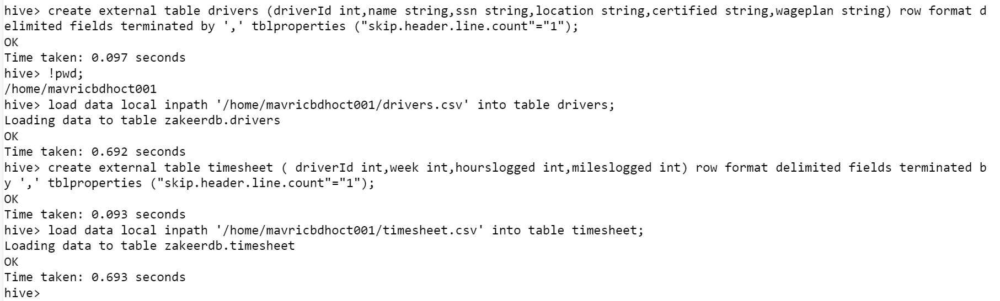 hive> create external table drivers (driverId int,name string,ssn string,location string,certified string,wageplan string) row format d
elimited fields terminated by ',' tblproperties ("skip.header.line.count"="1");
OK
Time taken: 0.097 seconds
hive> !pwd;
/home/mavricbdhoct001
hive> load data local inpath '/home/mavricbdhoct001/drivers.csv' into table drivers;
Loading data to table zakeerdb.drivers
OK
Time taken: 0.692 seconds
hive> create external table timesheet ( driverId int,week int,hourslogged int,mileslogged int) row format delimited fields terminated b
y ',' tblproperties ("skip.header.line.count"="1");
OK
Time taken: 0.093 seconds
hive> load data local inpath '/home/mavricbdhoct001/timesheet.csv' into table timesheet;
Loading data to table zakeerdb.timesheet
OK
Time taken: 0.693 seconds
hive>